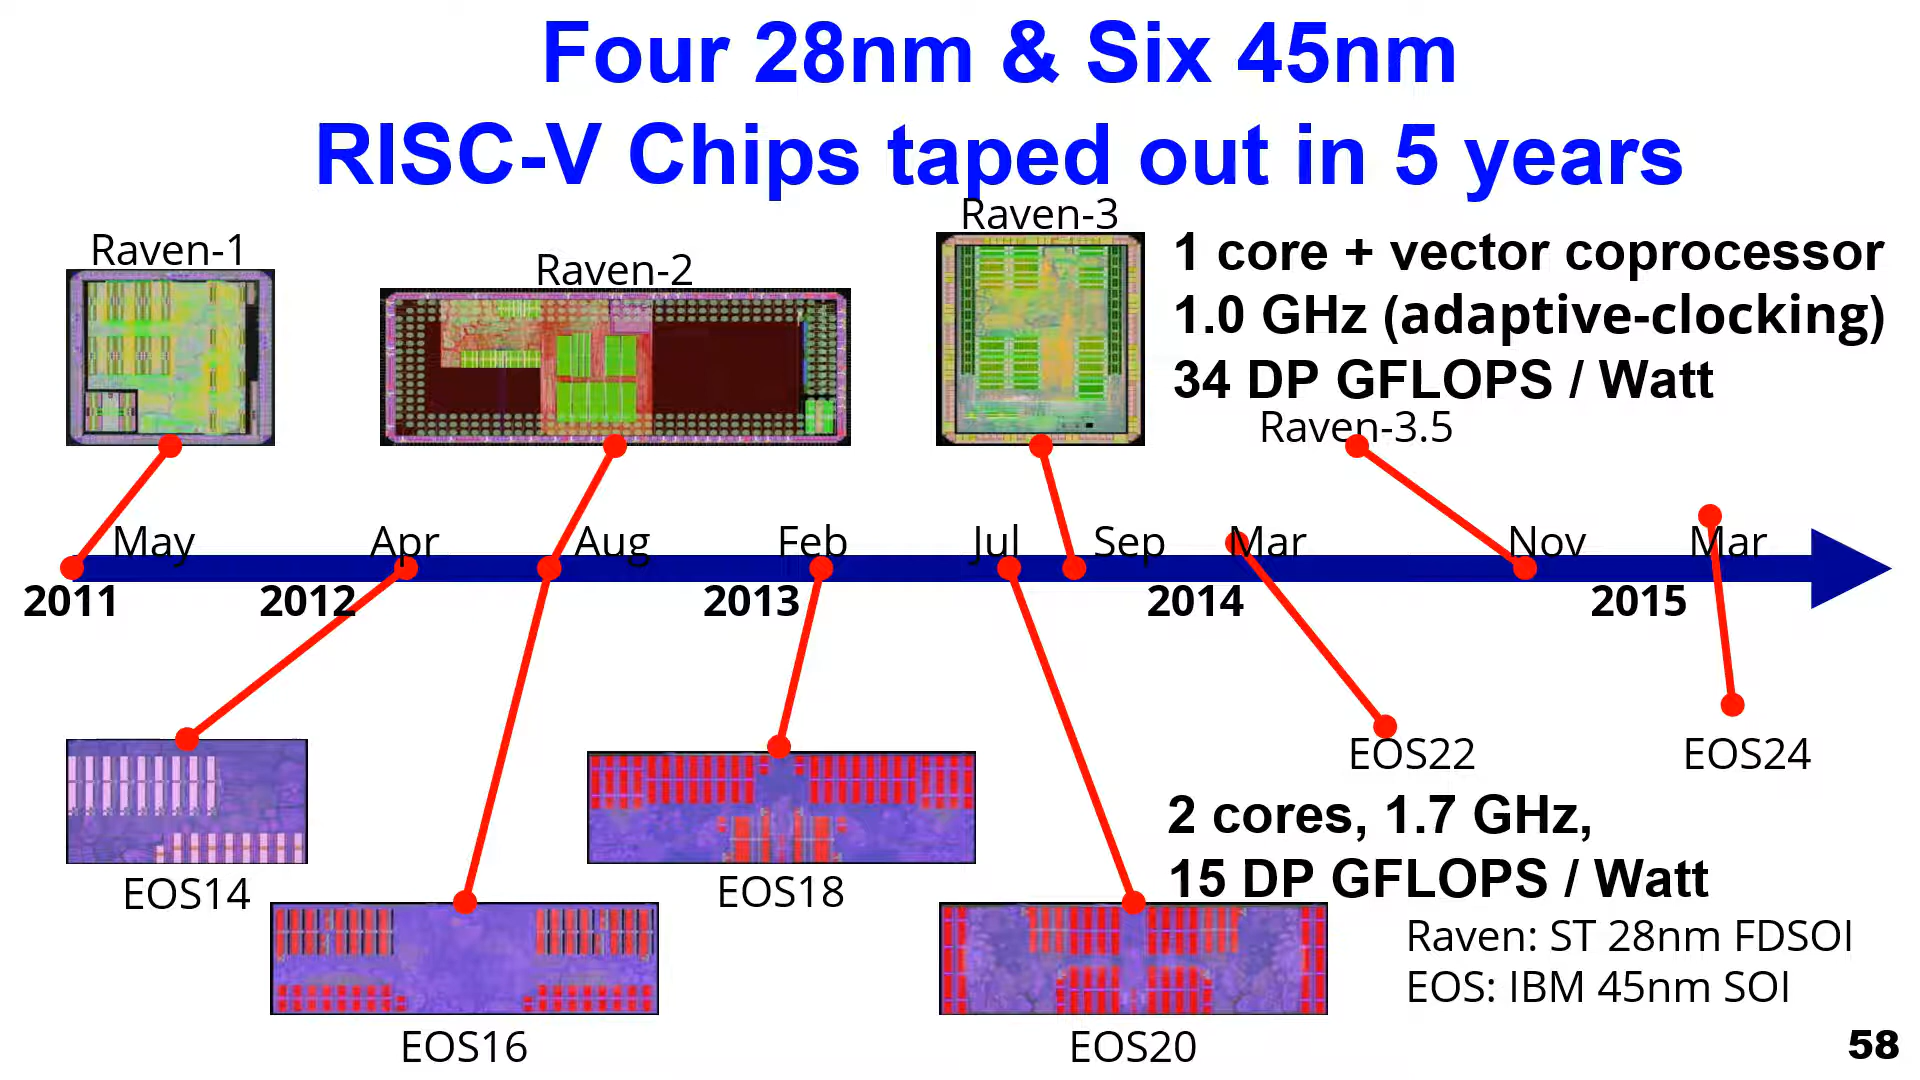 Four 28nm & Six 45nm
RISC-V Chips taped out in 5 years
Raven-1
Raven-2
Raven-3
1 core + vector coprocessor
1.0 GHz (adaptive-clocking)
34 DP GFLOPS / Watt
Raven-3.5
May Apr Aug Feb Jul Sep Mar Nov Mar
2011 2012 2013 2014 2015
EOS22 EOS24
2 cores, 1.7 GHz,
15 DP GFLOPS / Watt
EOS14 EOS18
Raven: ST 28nm FDSOI
EOS: IBM 45nm SOI
EOS16 EOS20
58